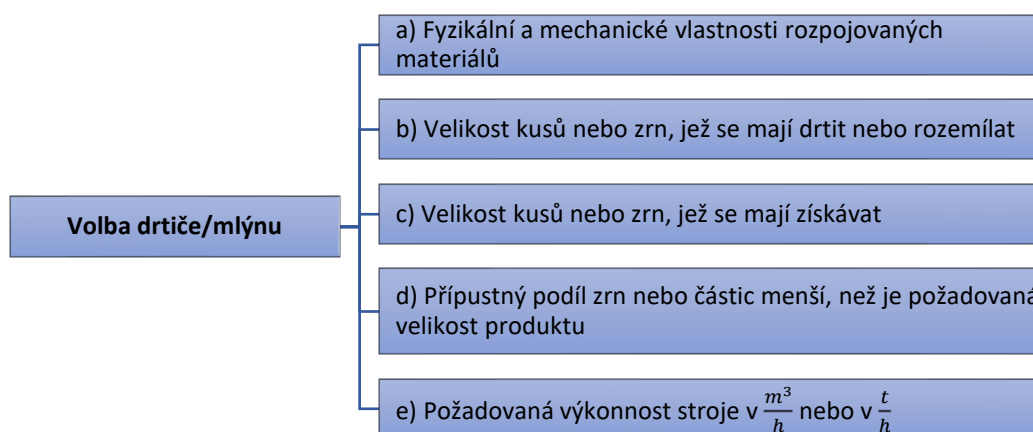 a) Fyzikální a mechanické vlastnosti rozpojovaných
materiálů
b) Velikost kusů nebo zrn, jež se mají drtit nebo rozemílat
Volba drtiče/mlýnu
c) Velikost kusů nebo zrn, jež se mají získávat
d) Přípustný podíl zrn nebo částic menší, než je požadovaná
velikost produktu
e) Požadovaná výkonnost stroje v m³/h nebo v t/h